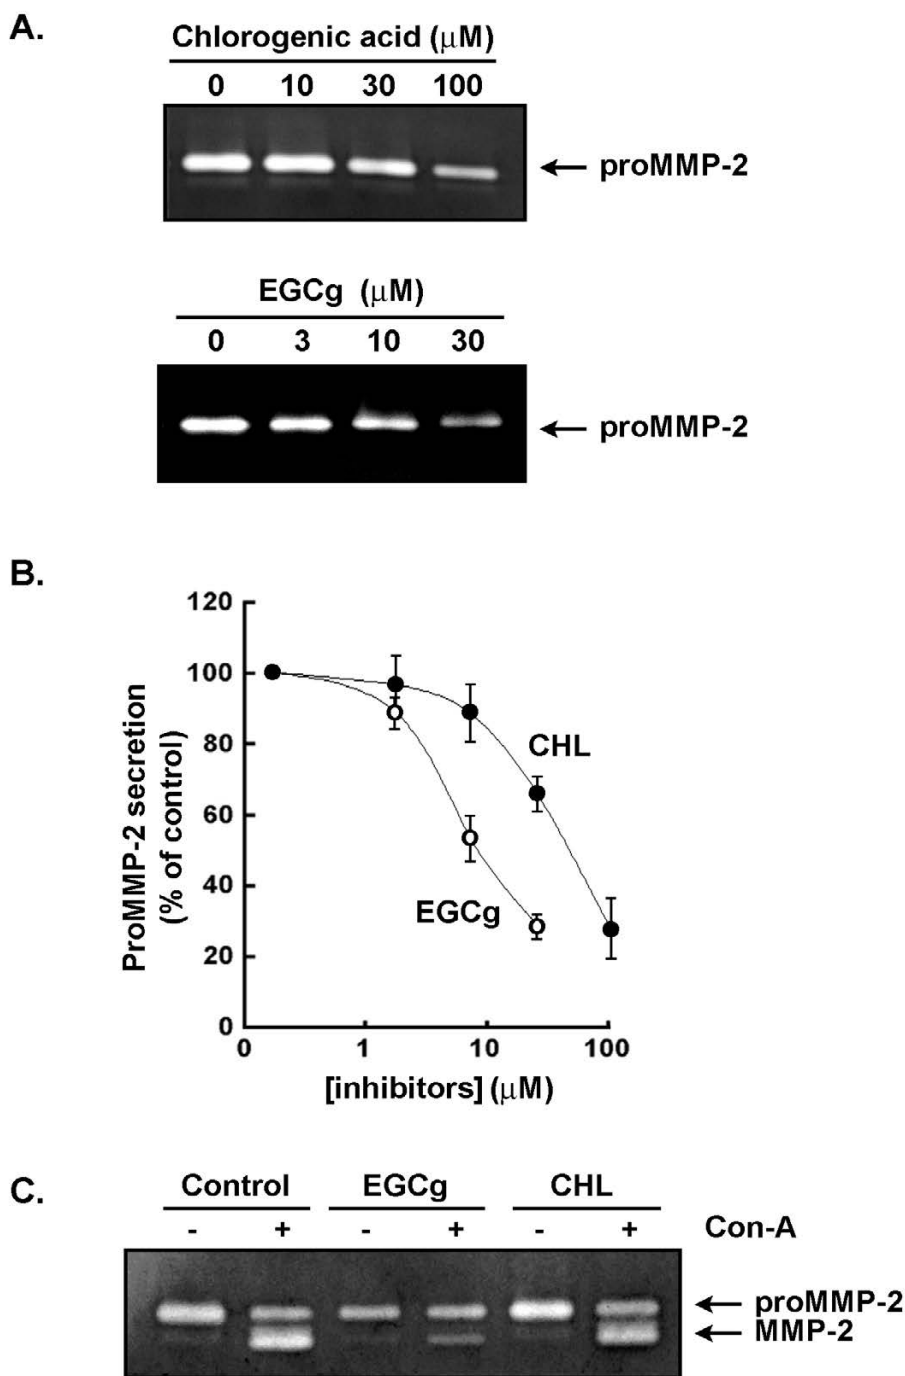 A.
Chlorogenic acid (μM)
0 10 30 100
proMMP-2
EGCg (μM)
0 3 10 30
proMMP-2
B.
120
100
80
60
40
20
0
ProMMP-2 secretion
(% of control)
CHL
EGCg
0 1 10 100
[inhibitors] (μM)
C.
Control EGCg CHL
- + - + - + Con-A
proMMP-2
MMP-2